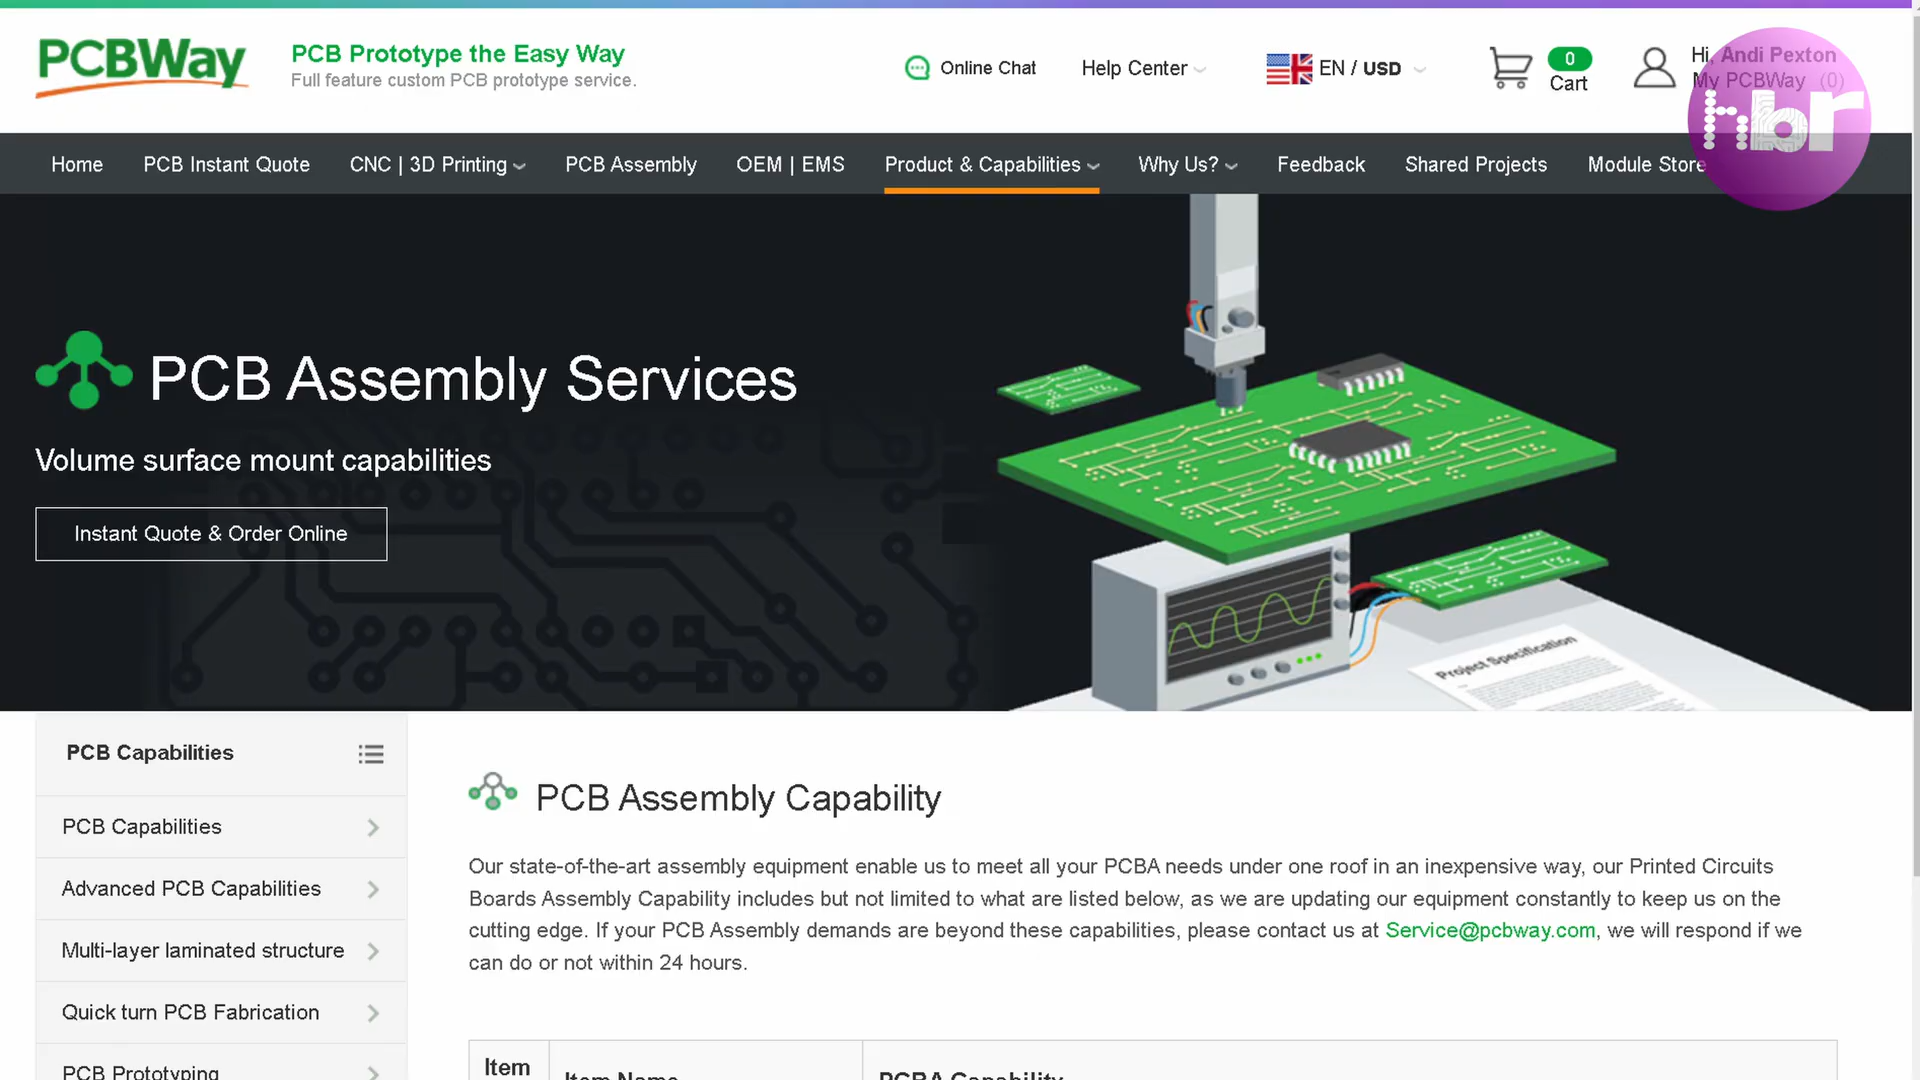 PCBWay
PCB Prototype the Easy Way
Full feature custom PCB prototype service.
Online Chat
Help Center
EN / USD
0
Cart
Hi, Andi Pexton
My PCBWay (0)
hbr
Home
PCB Instant Quote
CNC | 3D Printing
PCB Assembly
OEM | EMS
Product & Capabilities
Why Us?
Feedback
Shared Projects
Module Store
PCB Assembly Services
Volume surface mount capabilities
Instant Quote & Order Online
Project Specification
PCB Capabilities
PCB Capabilities
Advanced PCB Capabilities
Multi-layer laminated structure
Quick turn PCB Fabrication
PCB Prototyping
PCB Assembly Capability
Our state-of-the-art assembly equipment enable us to meet all your PCBA needs under one roof in an inexpensive way, our Printed Circuits
Boards Assembly Capability includes but not limited to what are listed below, as we are updating our equipment constantly to keep us on the
cutting edge. If your PCB Assembly demands are beyond these capabilities, please contact us at Service@pcbway.com, we will respond if we
can do or not within 24 hours.
Item
Item Name
PCBA Capability